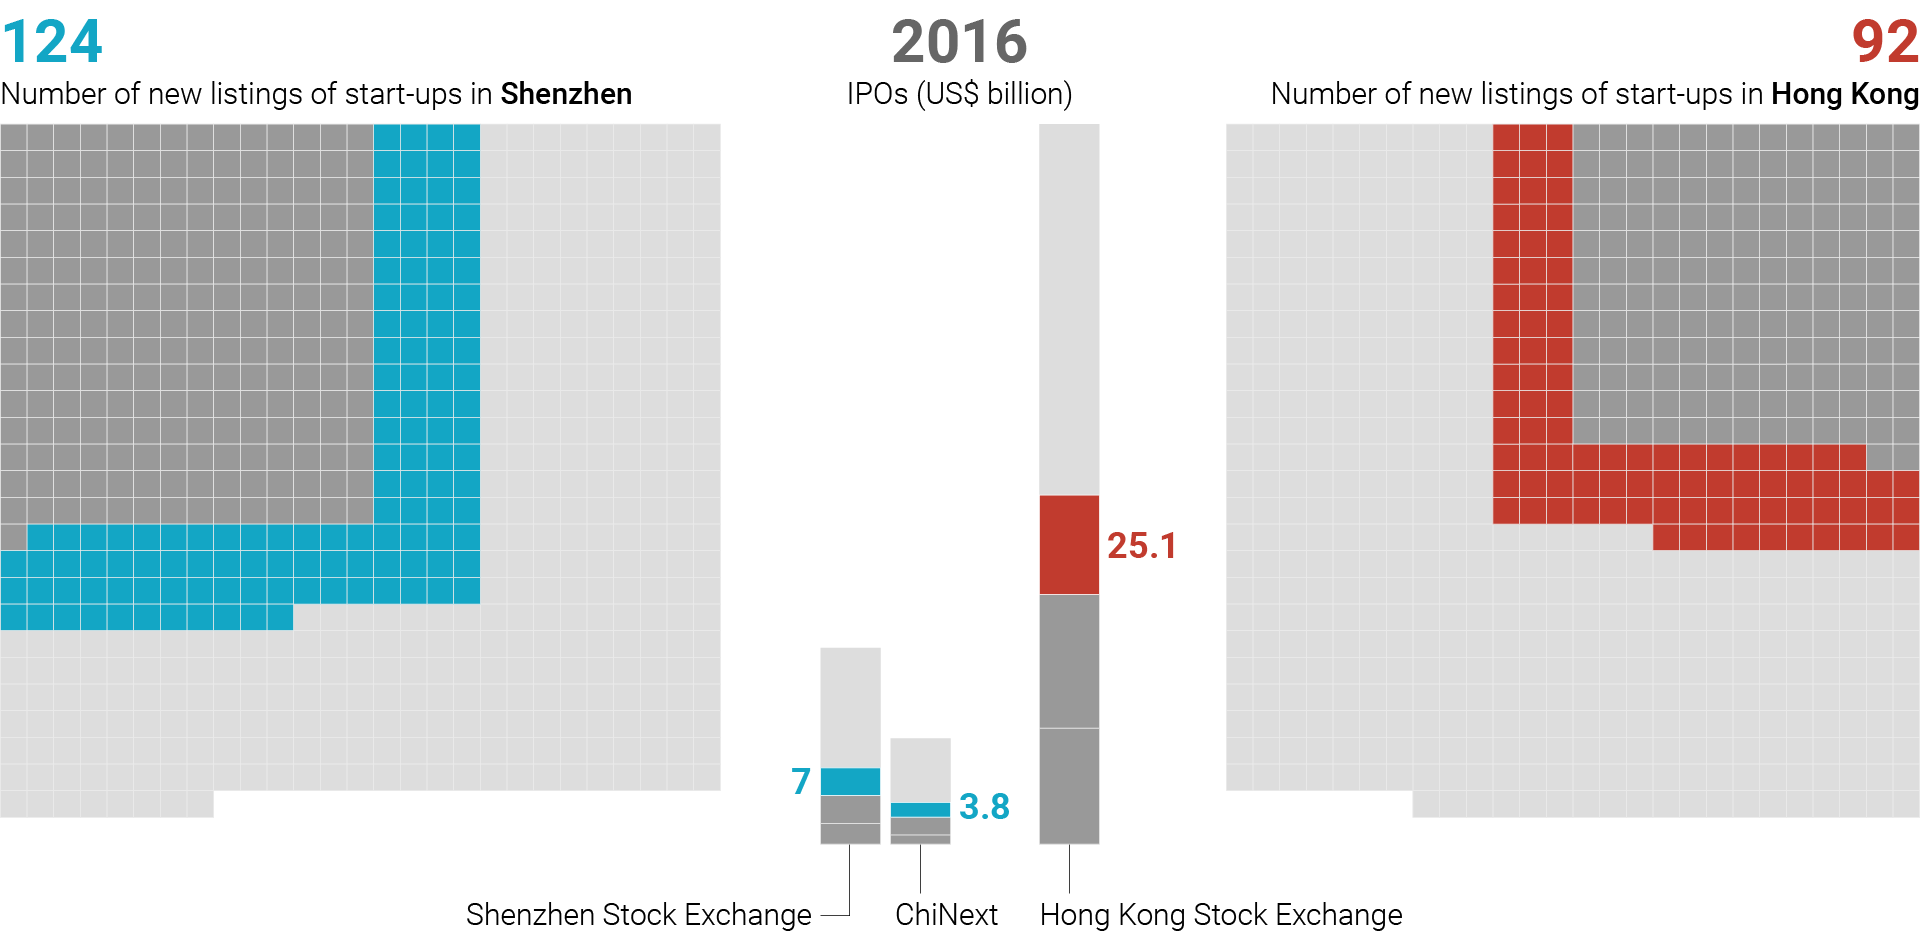 124
Number of new listings of start-ups in Shenzhen
2016
IPOs (US$ billion)
92
Number of new listings of start-ups in Hong Kong
25.1
7
3.8
Shenzhen Stock Exchange
ChiNext
Hong Kong Stock Exchange